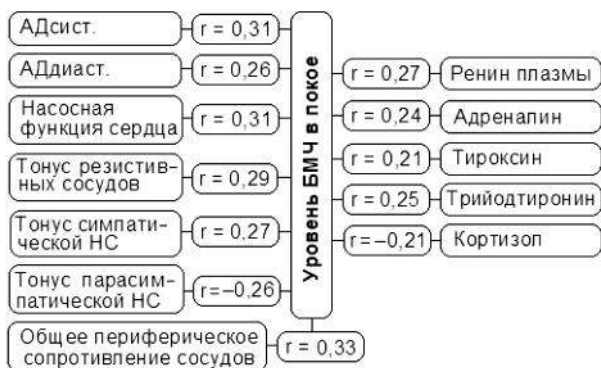 АДсист.
r = 0,31
АДдиаст.
r = 0,26
Насосная
функция сердца
r = 0,31
Тонус резистив-
ных сосудов
r = 0,29
Тонус симпати-
ческой НС
r = 0,27
Тонус парасим-
патической НС
r=–0,26
Общее периферическое
сопротивление сосудов
r = 0,33
Уровень БМЧ в покое
r = 0,27
Ренин плазмы
r = 0,24
Адреналин
r = 0,21
Тироксин
r = 0,25
Трийодтиронин
r=–0,21
Кортизол